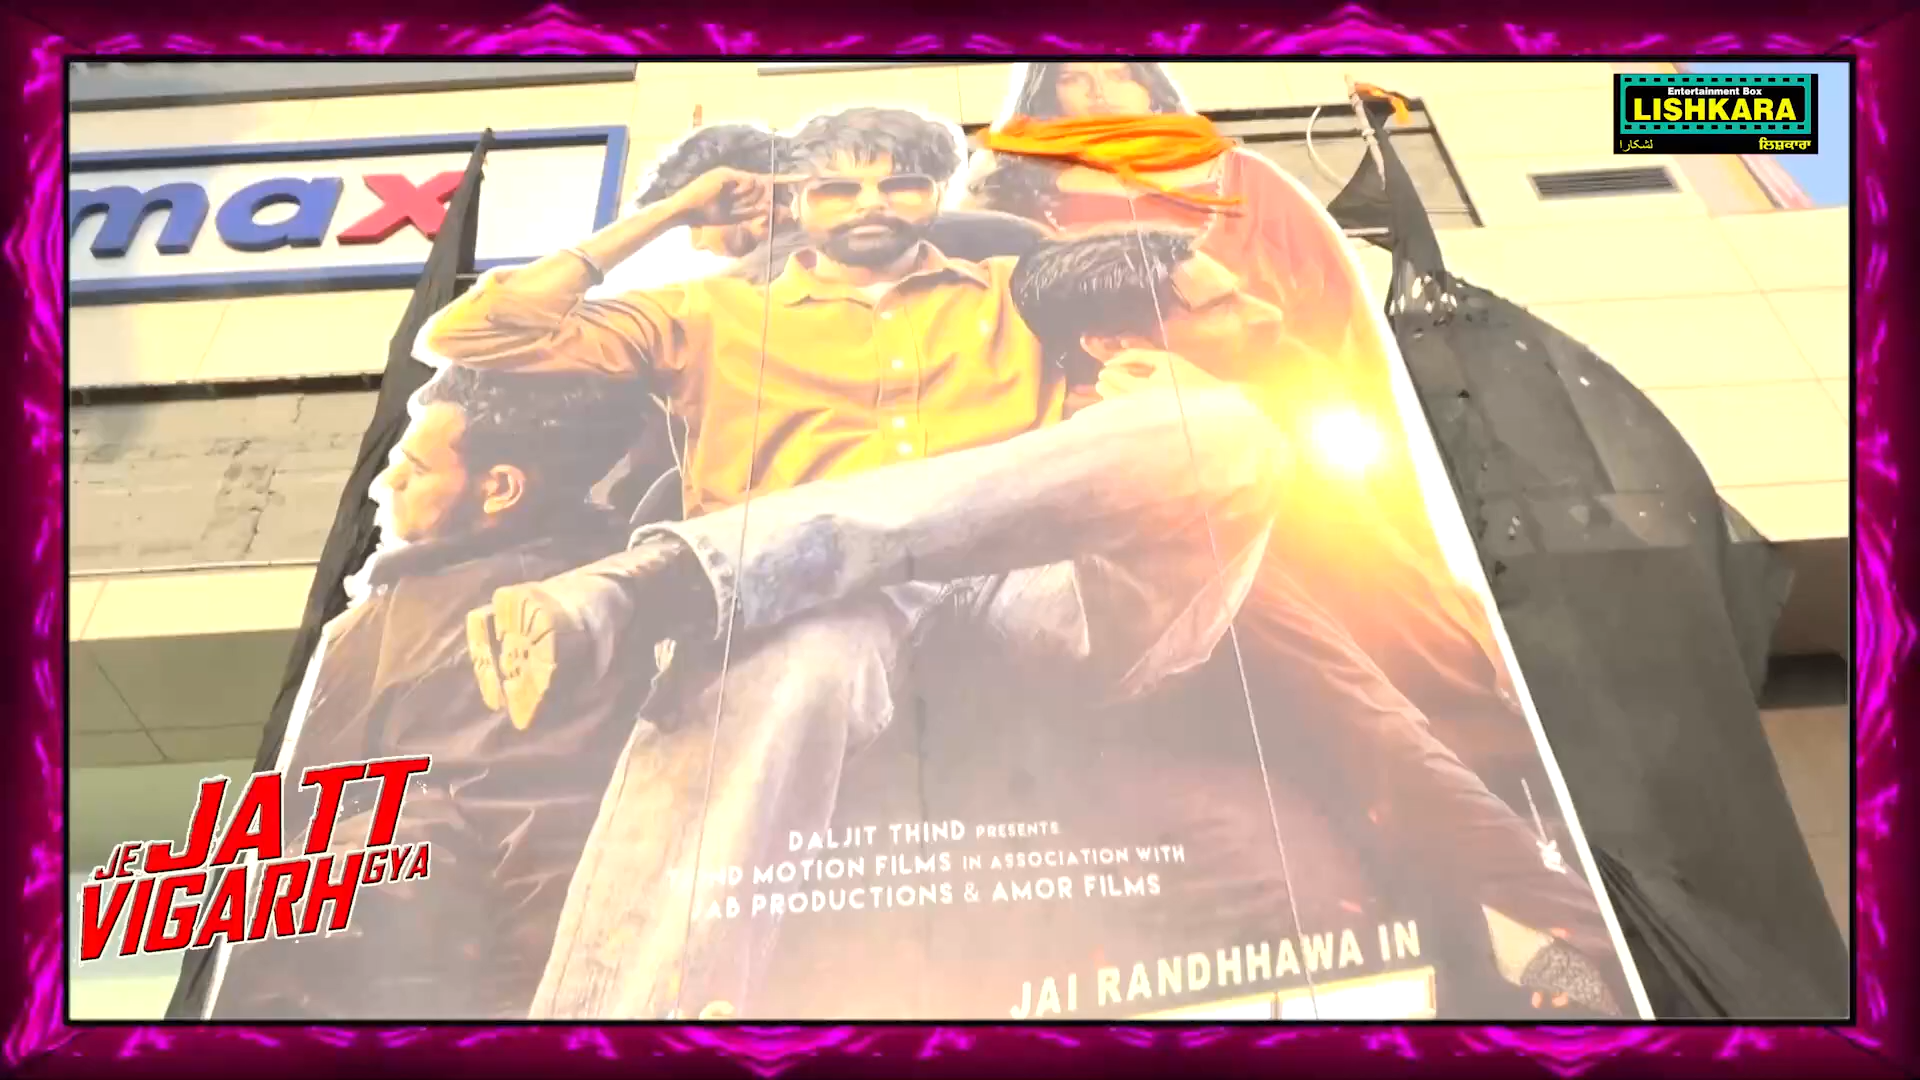 Entertainment Box
LISHKARA
لشکارا ਲਿਸ਼ਕਾਰਾ
max
DALJIT THIND PRESENTS
MOTION FILMS IN ASSOCIATION WITH
PRODUCTIONS & AMOR FILMS
JAI RANDHHAWA IN
JE JATT
VIGARH GYA